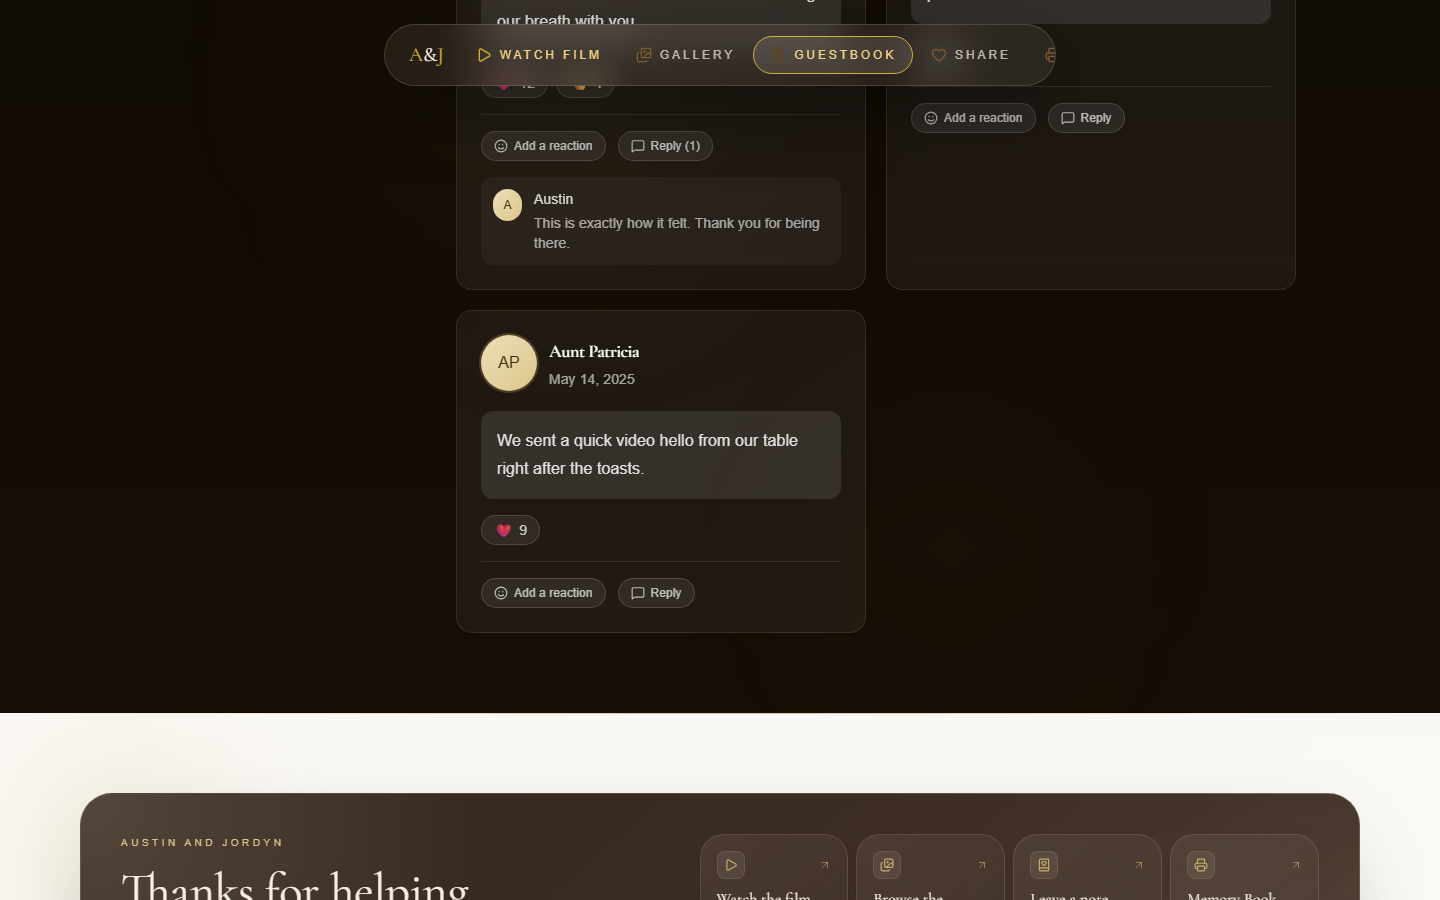 our breath with you
A&J
WATCH FILM
GALLERY
GUESTBOOK
SHARE
12
Add a reaction
Reply (1)
A
Austin
This is exactly how it felt. Thank you for being
there.
Add a reaction
Reply
AP
Aunt Patricia
May 14, 2025
We sent a quick video hello from our table
right after the toasts.
9
Add a reaction
Reply
AUSTIN AND JORDYN
Thanks for helping
Watch the film
Browse the
Leave a note
Memory Book